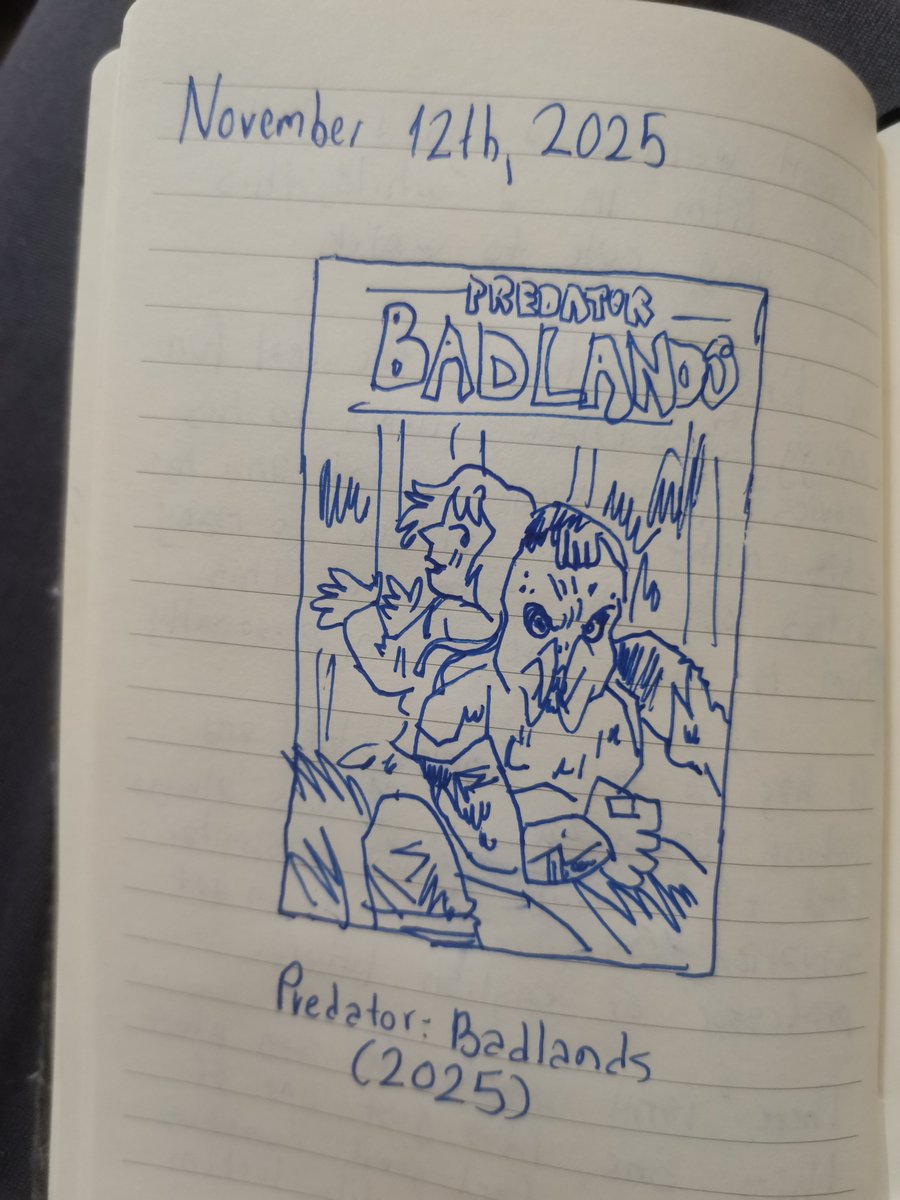 November 12th, 2025
PREDATOR
BADLANDS
Predator: Badlands
(2025)